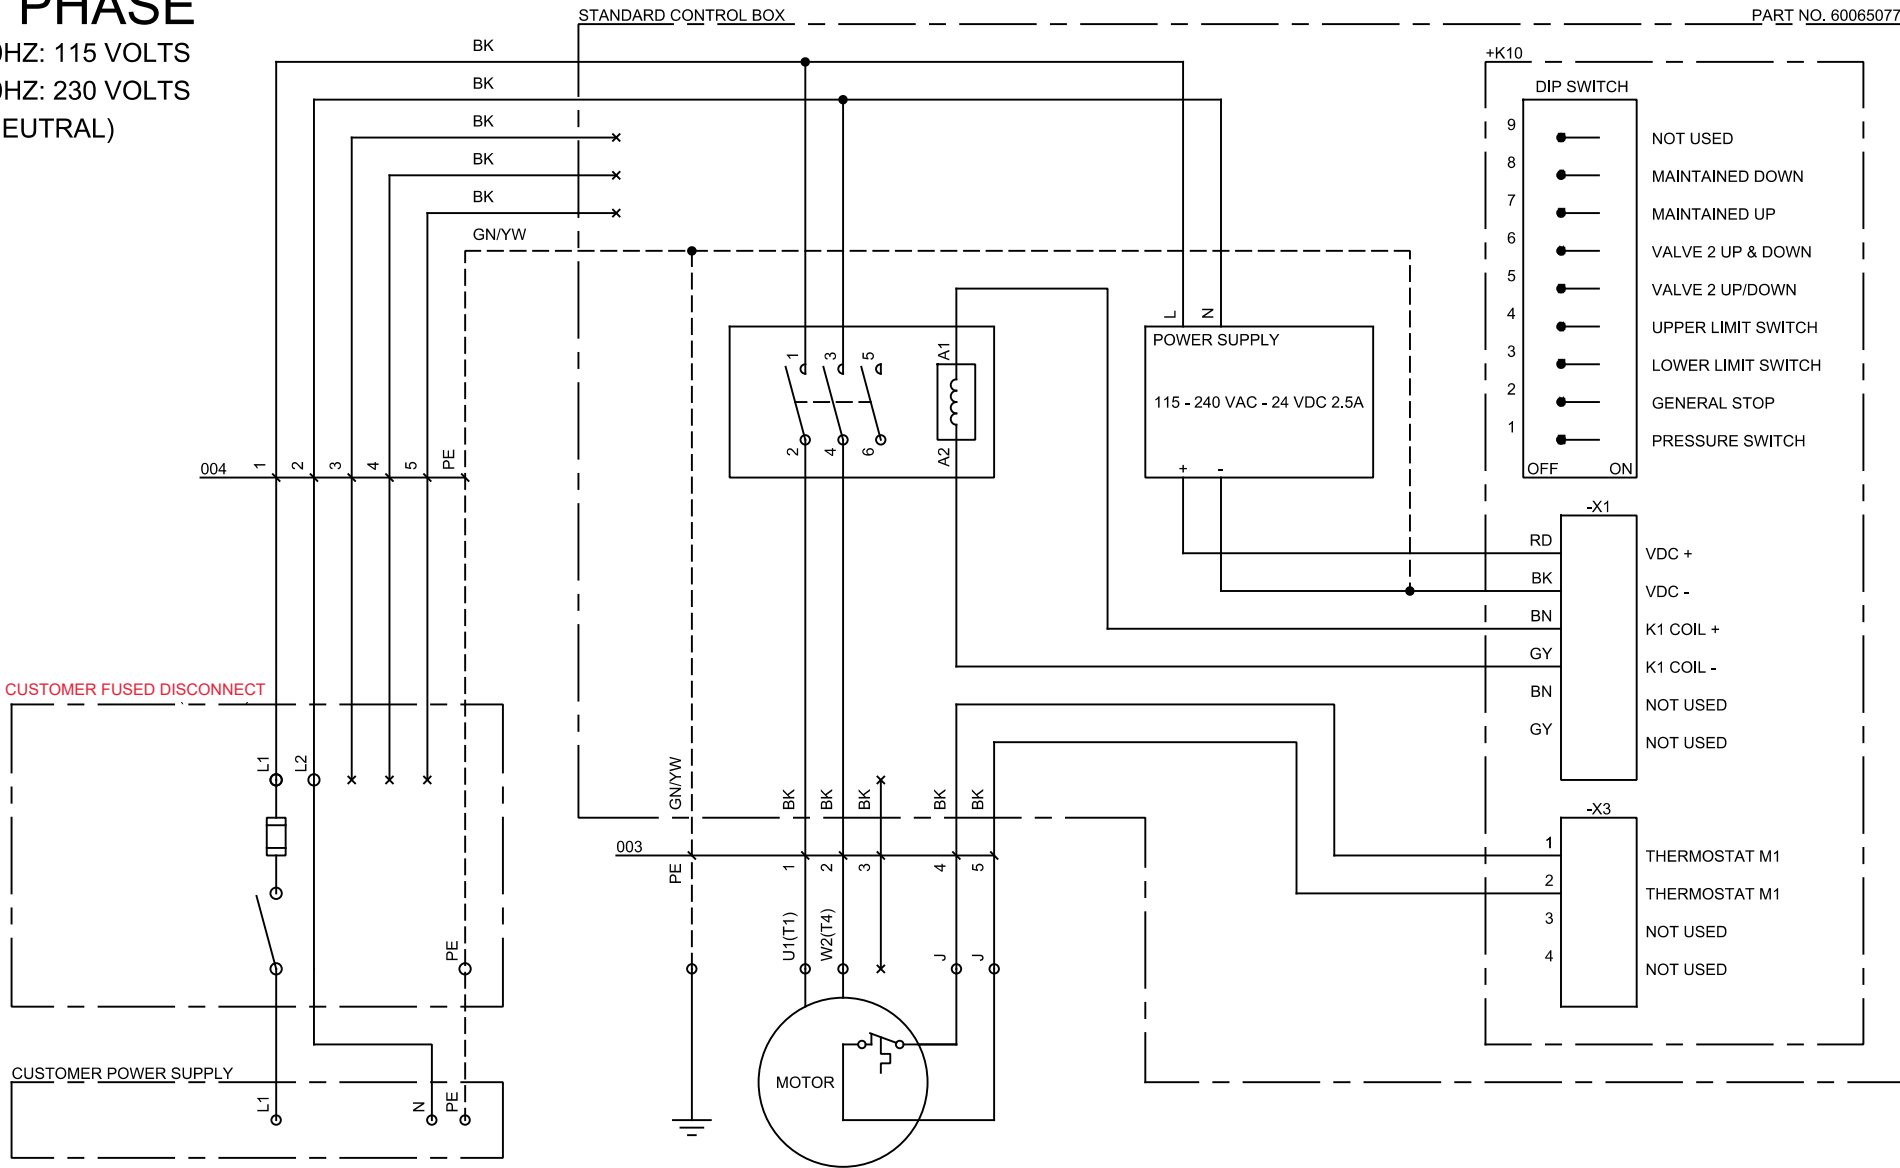 PHASE
HZ: 115 VOLTS
HZ: 230 VOLTS
EUTRAL)
STANDARD CONTROL BOX
PART NO. 60065077
BK
BK
BK
BK
BK
GN/YW
+K10
DIP SWITCH
9 NOT USED
8 MAINTAINED DOWN
7 MAINTAINED UP
6 VALVE 2 UP & DOWN
5 VALVE 2 UP/DOWN
4 UPPER LIMIT SWITCH
3 LOWER LIMIT SWITCH
2 GENERAL STOP
1 PRESSURE SWITCH
OFF ON
L N
POWER SUPPLY
115 - 240 VAC - 24 VDC 2.5A
+ -
1 3 5 A1
2 4 6 A2
004 1 2 3 4 5 PE
-X1
RD VDC +
BK VDC -
BN K1 COIL +
GY K1 COIL -
BN NOT USED
GY NOT USED
CUSTOMER FUSED DISCONNECT
L1 L2
PE
GN/YW BK BK BK BK BK
003 PE 1 2 3 4 5
U1(T1) W2(T4) J J
MOTOR
-X3
1 THERMOSTAT M1
2 THERMOSTAT M1
3 NOT USED
4 NOT USED
CUSTOMER POWER SUPPLY
L1 N PE